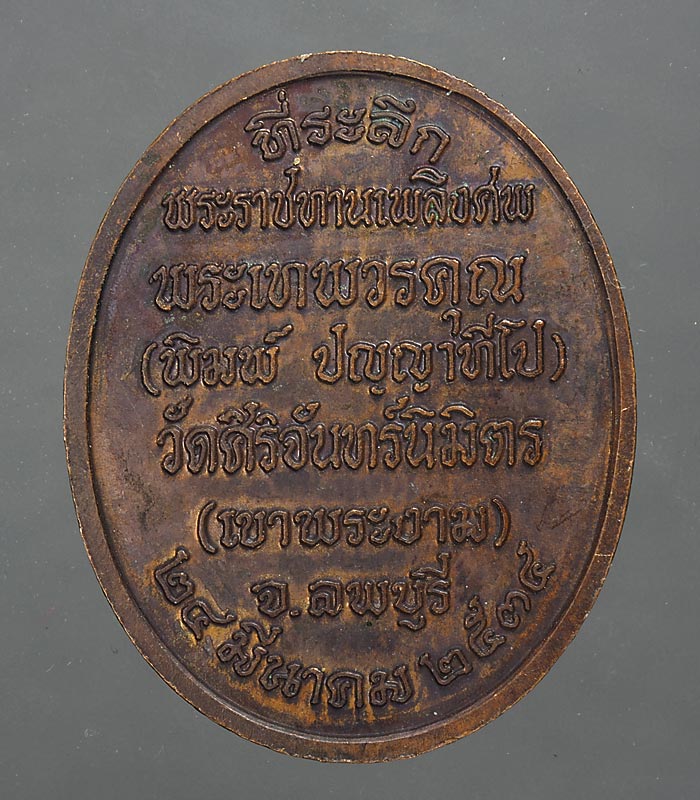 ที่ระลึก
พระราชทานเพลิงศพ
พระเทพวรคุณ
(พิมพ์ ปญฺญาทีโป)
วัดศิริจันทร์นิมิตร
(เขาพระงาม)
จ.ลพบุรี
๒๔ มีนาคม ๒๕๓๔